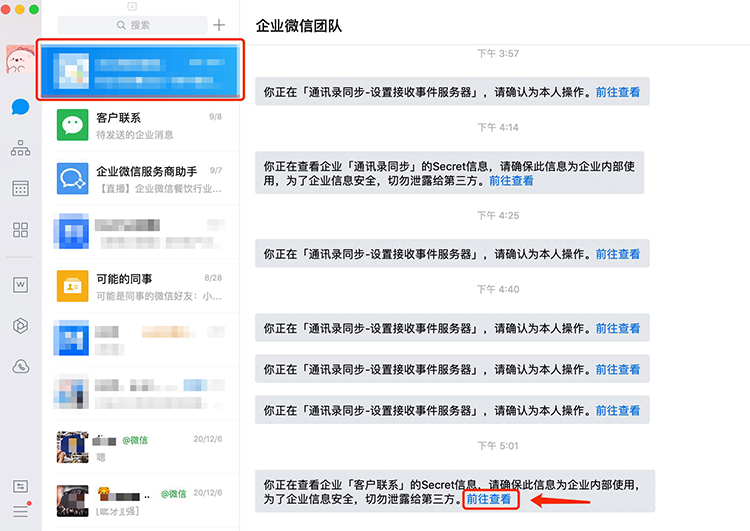 搜索
客户联系
9/8
待发送的企业消息
企业微信服务商助手
9/7
【直播】企业微信餐饮行业...
可能的同事
8/28
可能是同事的微信好友：小...
@微信
20/12/6
嗯
.. @微信
20/12/6
企业微信团队
下午 3:57
你正在「通讯录同步-设置接收事件服务器」，请确认为本人操作。前往查看
下午 4:14
你正在查看企业「通讯录同步」的Secret信息，请确保此信息为企业内部使
用，为了企业信息安全，切勿泄露给第三方。前往查看
下午 4:25
你正在「通讯录同步-设置接收事件服务器」，请确认为本人操作。前往查看
下午 4:40
你正在「通讯录同步-设置接收事件服务器」，请确认为本人操作。前往查看
你正在「通讯录同步-设置接收事件服务器」，请确认为本人操作。前往查看
你正在「通讯录同步-设置接收事件服务器」，请确认为本人操作。前往查看
下午 5:01
你正在查看企业「客户联系」的Secret信息，请确保此信息为企业内部使用，
为了企业信息安全，切勿泄露给第三方。前往查看